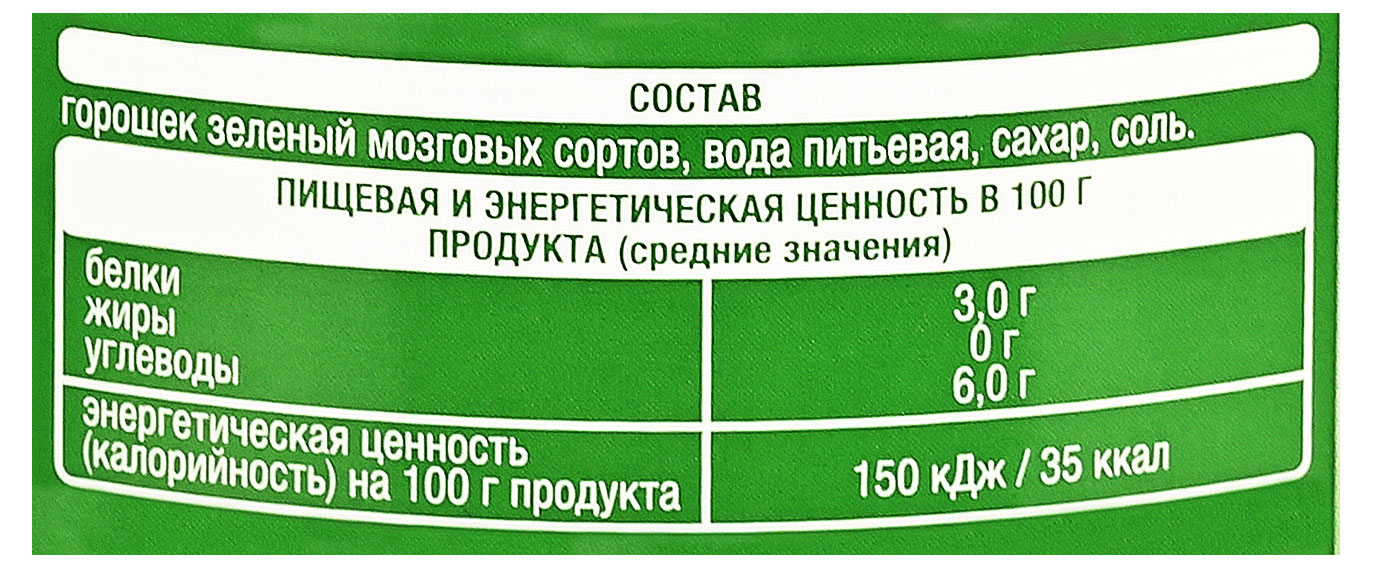 СОСТАВ
горошек зеленый мозговых сортов, вода питьевая, сахар, соль.
ПИЩЕВАЯ И ЭНЕРГЕТИЧЕСКАЯ ЦЕННОСТЬ В 100 Г
ПРОДУКТА (средние значения)
белки 3,0 г
жиры 0 г
углеводы 6,0 г
энергетическая ценность
(калорийность) на 100 г продукта 150 кДж / 35 ккал